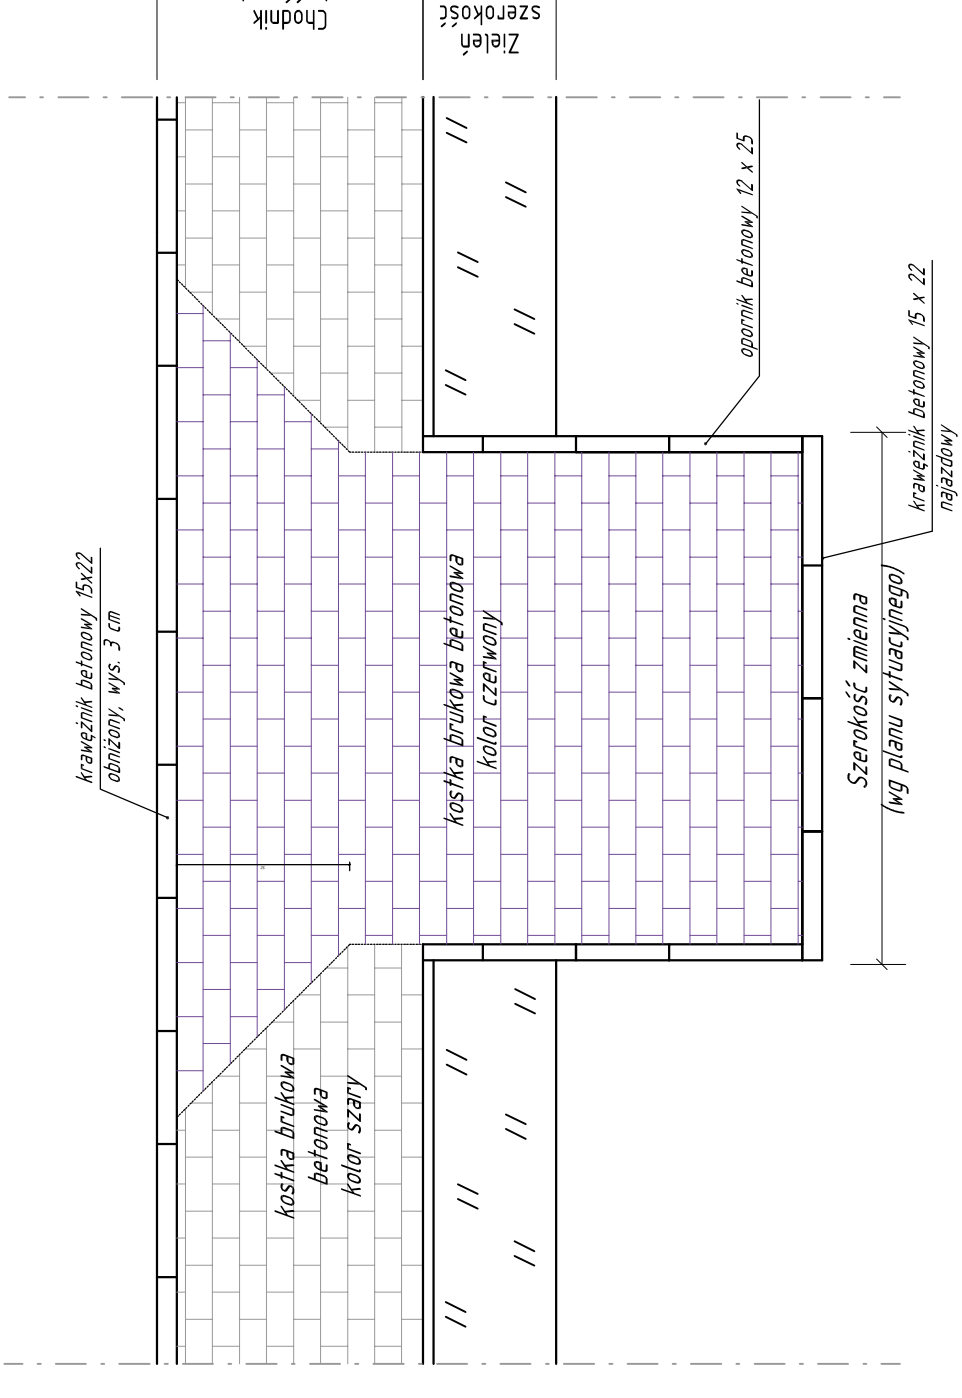 Chodnik
Zieleń
szerokość
krawężnik betonowy 15x22
obniżony, wys. 3 cm
opornik betonowy 12 x 25
krawężnik betonowy 15 x 22
najazdowy
kostka brukowa betonowa
kolor czerwony
Szerokość zmienna
(wg planu sytuacyjnego)
kostka brukowa
betonowa
kolor szary